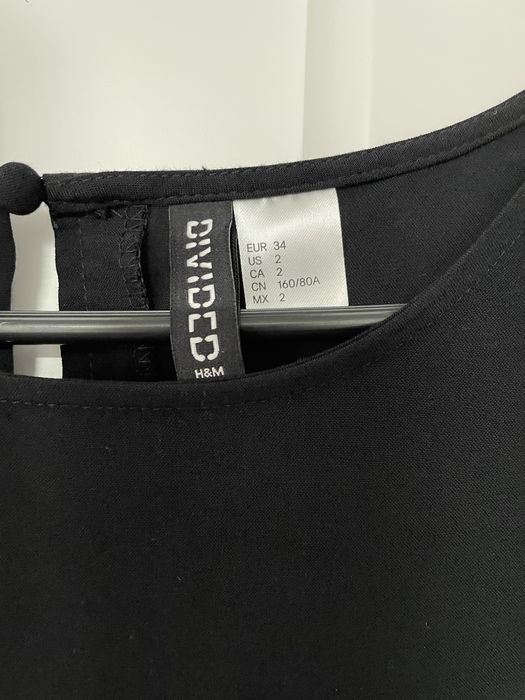 DIVIDED
H&M
EUR 34
US 2
CA 2
CN 160/80A
MX 2